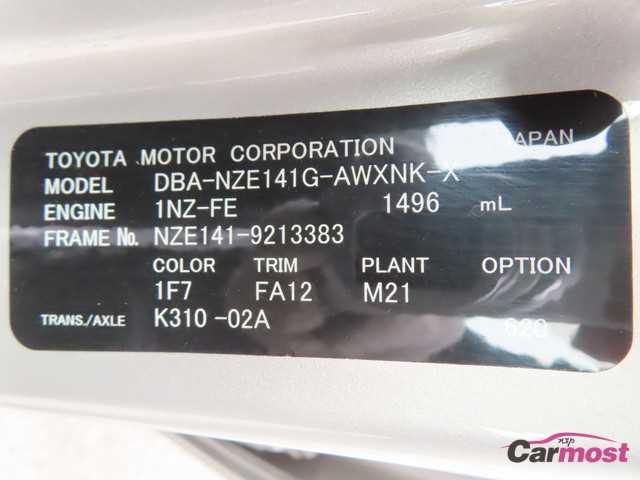 JAPAN
TOYOTA MOTOR CORPORATION
MODEL DBA-NZE141G-AWXNK-X
ENGINE 1NZ-FE 1496 mL
FRAME No. NZE141-9213383
COLOR TRIM PLANT OPTION
1F7 FA12 M21
TRANS./AXLE K310 -02A 620
nsp
Carmost